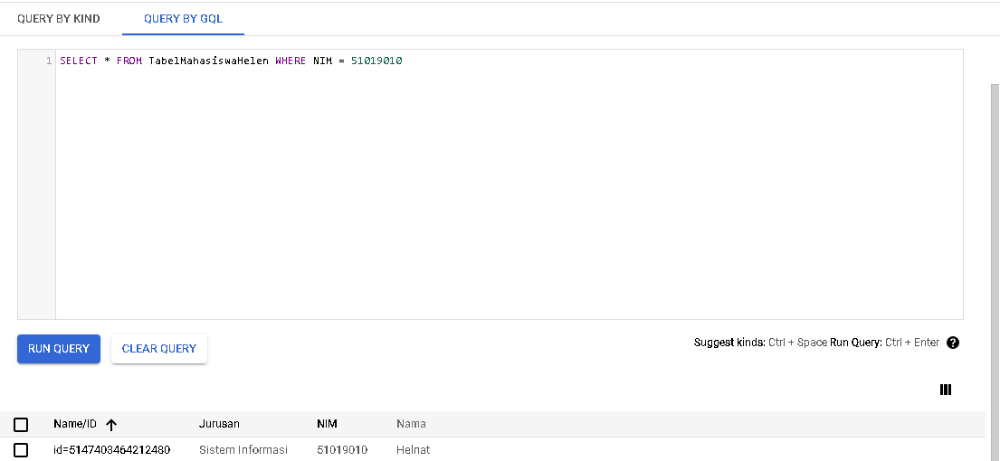 QUERY BY KIND QUERY BY GQL
1 SELECT * FROM TabelMahasiswaHelen WHERE NIM = 51019010
RUN QUERY CLEAR QUERY Suggest kinds: Ctrl + Space Run Query: Ctrl + Enter ?
Name/ID ↑ Jurusan NIM Nama
id=5147403464212480 Sistem Informasi 51019010 Helnat